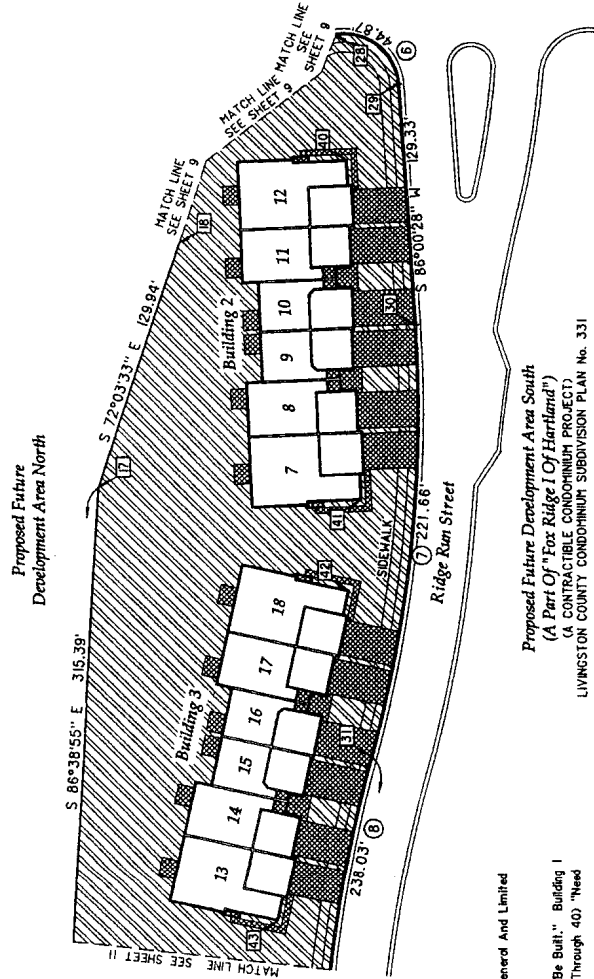 Proposed Future
Development Area North
S 86°38'55" E 315.39'
17
S 72°03'33" E 129.94'
18
MATCH LINE
SEE SHEET 9
MATCH LINE
SEE SHEET 9
MATCH LINE
SEE
SHEET 9
28
44.87'
6
29
129.33'
S 86°00'28" W
30
Building 2
7
8
9
10
11
12
40
41
Building 3
13
14
15
16
17
18
42
43
MATCH LINE SEE SHEET 11
SIDEWALK
7
221.66'
Ridge Run Street
31
8
238.03'
Proposed Future Development Area South
(A Part Of "Fox Ridge I Of Hartland")
(A CONTRACTIBLE CONDOMINIUM PROJECT)
LIVINGSTON COUNTY CONDOMINIUM SUBDIVISION PLAN No. 331
eneral And Limited
Be Built." Building 1
Through 40) "Need